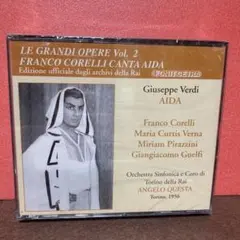 LE GRANDI OPERE Vol. 2
FRANCO CORELLI CANTA AIDA
Edizione ufficiale dagli archivi della Rai
FONIT CETRA
Giuseppe Verdi
AIDA
Franco Corelli
Maria Curtis Verna
Miriam Pirazzini
Giangiacomo Guelfi
Orchestra Sinfonica e Coro di
Torino della Rai
ANGELO QUESTA
Torino, 1956